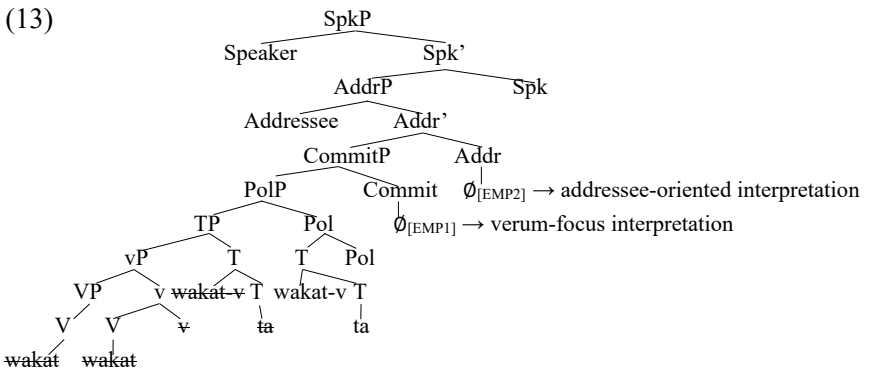 (13) SpkP
Speaker Spk’
AddrP Spk
Addressee Addr’
CommitP Addr
PolP Commit ∅[EMP2] → addressee-oriented interpretation
TP Pol ∅[EMP1] → verum-focus interpretation
vP T T Pol
VP v wakat-v T wakat-v T
V V v ta ta
wakat wakat